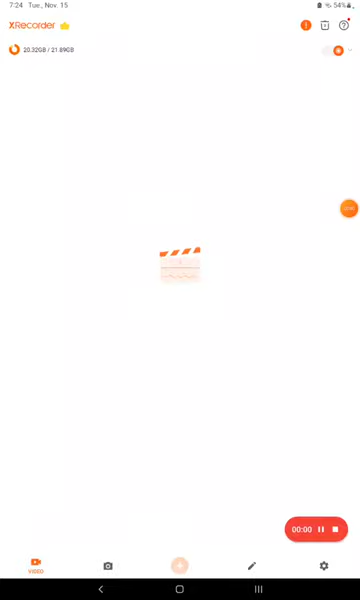 7:24 Tue., Nov. 15
54%
XRecorder
20.32GB / 21.89GB
00:00
VIDEO